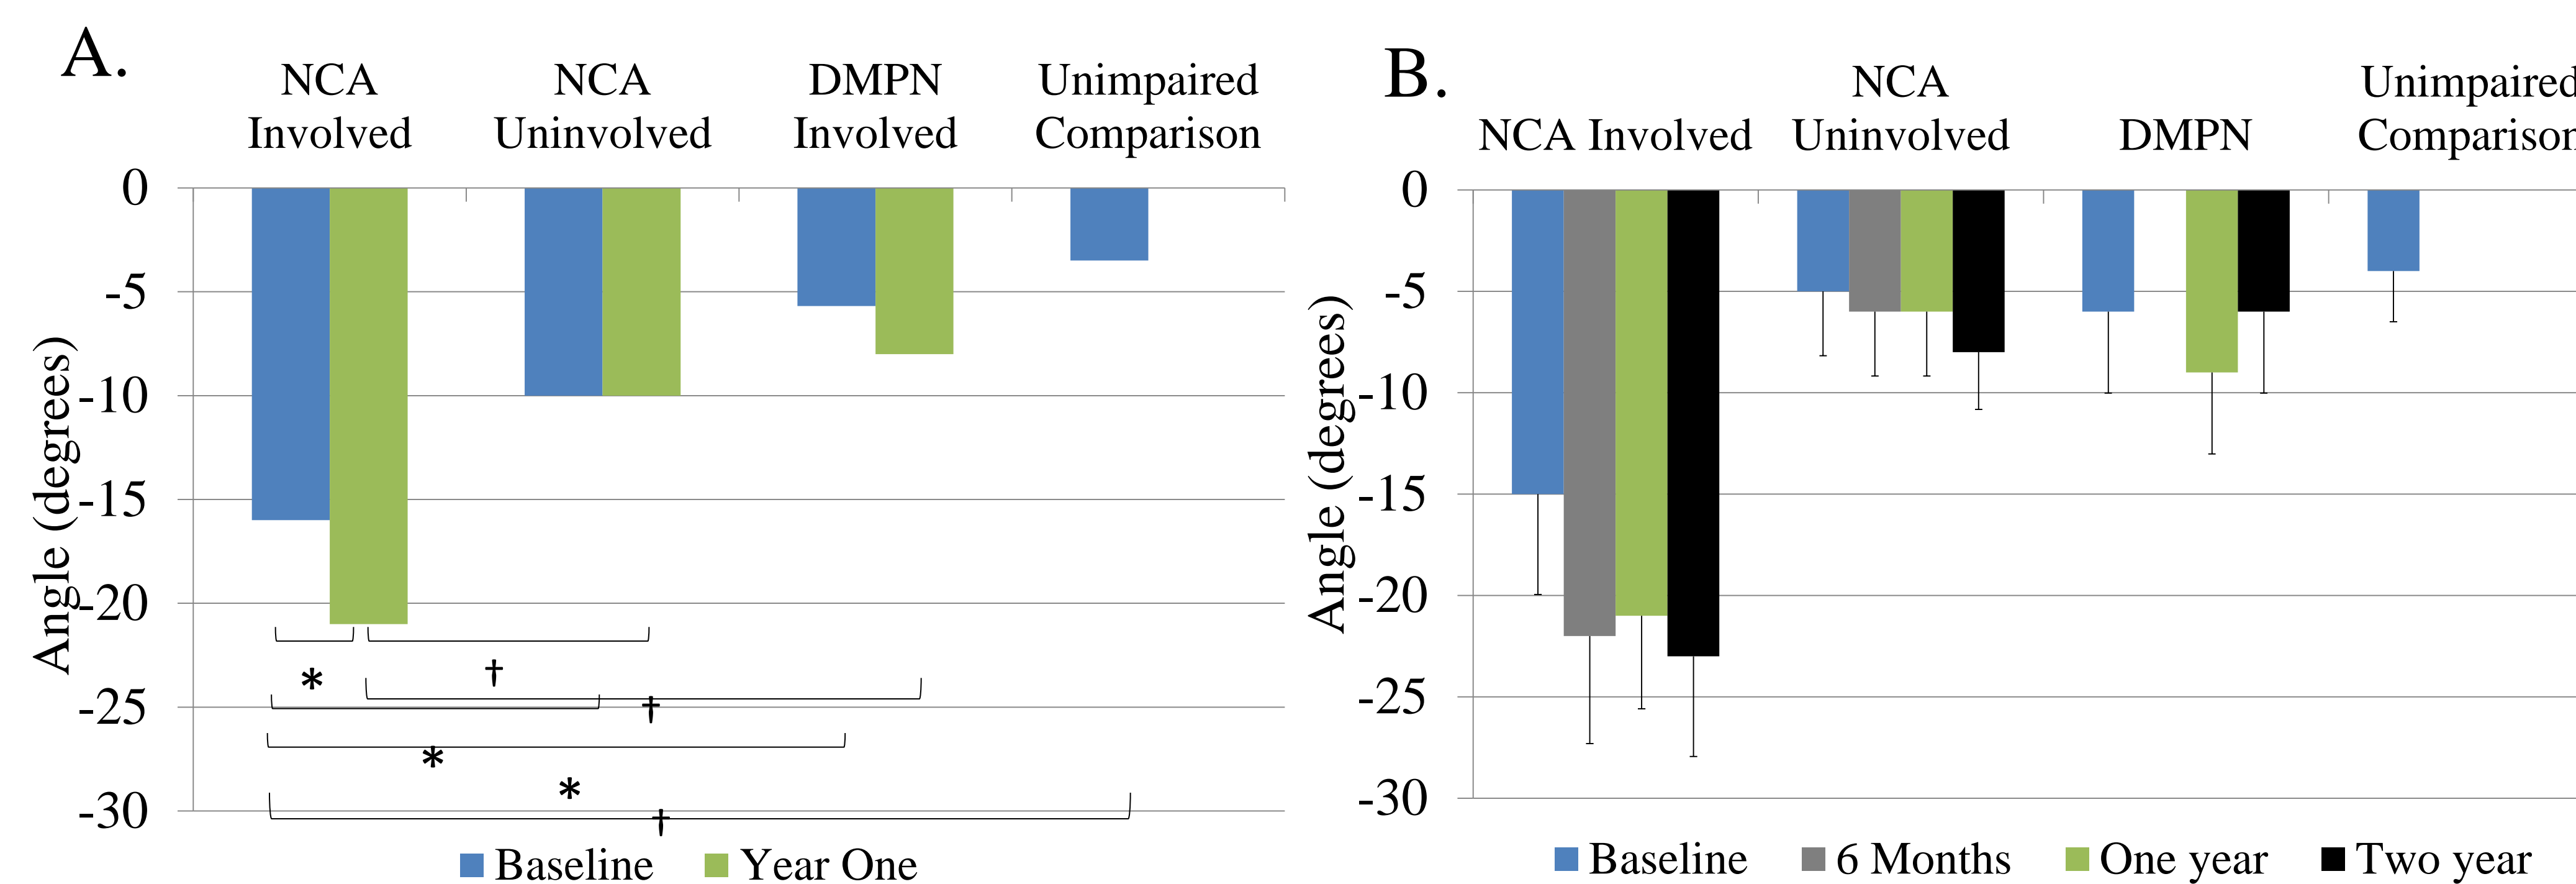 A.
NCA
Involved
NCA
Uninvolved
DMPN
Involved
Unimpaired
Comparison
0
-5
-10
-15
-20
-25
-30
Angle (degrees)
*
†
†
*
*
†
Baseline
Year One
B.
NCA Involved
NCA
Uninvolved
DMPN
Unimpaired
Comparison
0
-5
-10
-15
-20
-25
-30
Angle (degrees)
Baseline
6 Months
One year
Two year